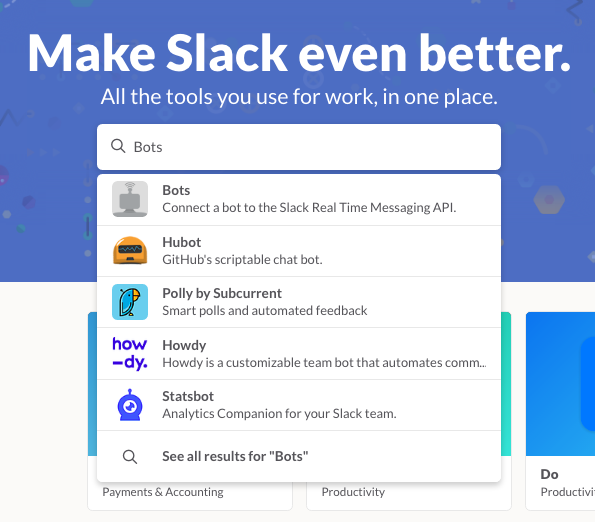 Make Slack even better.
All the tools you use for work, in one place.
Bots
Bots
Connect a bot to the Slack Real Time Messaging API.
Hubot
GitHub's scriptable chat bot.
Polly by Subcurrent
Smart polls and automated feedback
how
-dy.
Howdy
Howdy is a customizable team bot that automates comm...
Statsbot
Analytics Companion for your Slack team.
See all results for "Bots"
Do
Payments & Accounting
Productivity
Productivi